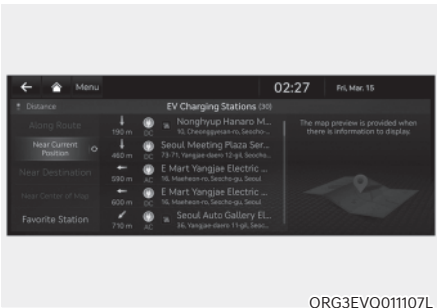 Menu
02:27
Fri, Mar. 15
Distance
EV Charging Stations (30)
Along Route
Near Current
Position
Near Destination
Near Center of Map
Favorite Station
190 m
DC
Nonghyup Hanaro M...
10, Cheonggyesan-ro, Seocho-...
460 m
DC
Seoul Meeting Plaza Ser...
73-71, Yangjae-daero 12-gil, Seocho...
590 m
AC
E Mart Yangjae Electric ...
16, Maeheon-ro, Seocho-gu, Seoul
600 m
DC
E Mart Yangjae Electric ...
16, Maeheon-ro, Seocho-gu, Seoul
710 m
AC
Seoul Auto Gallery El...
36, Yangjae-daero 11-gil, Seoc...
The map preview is provided when
there is information to display.
ORG3EVQ011107L